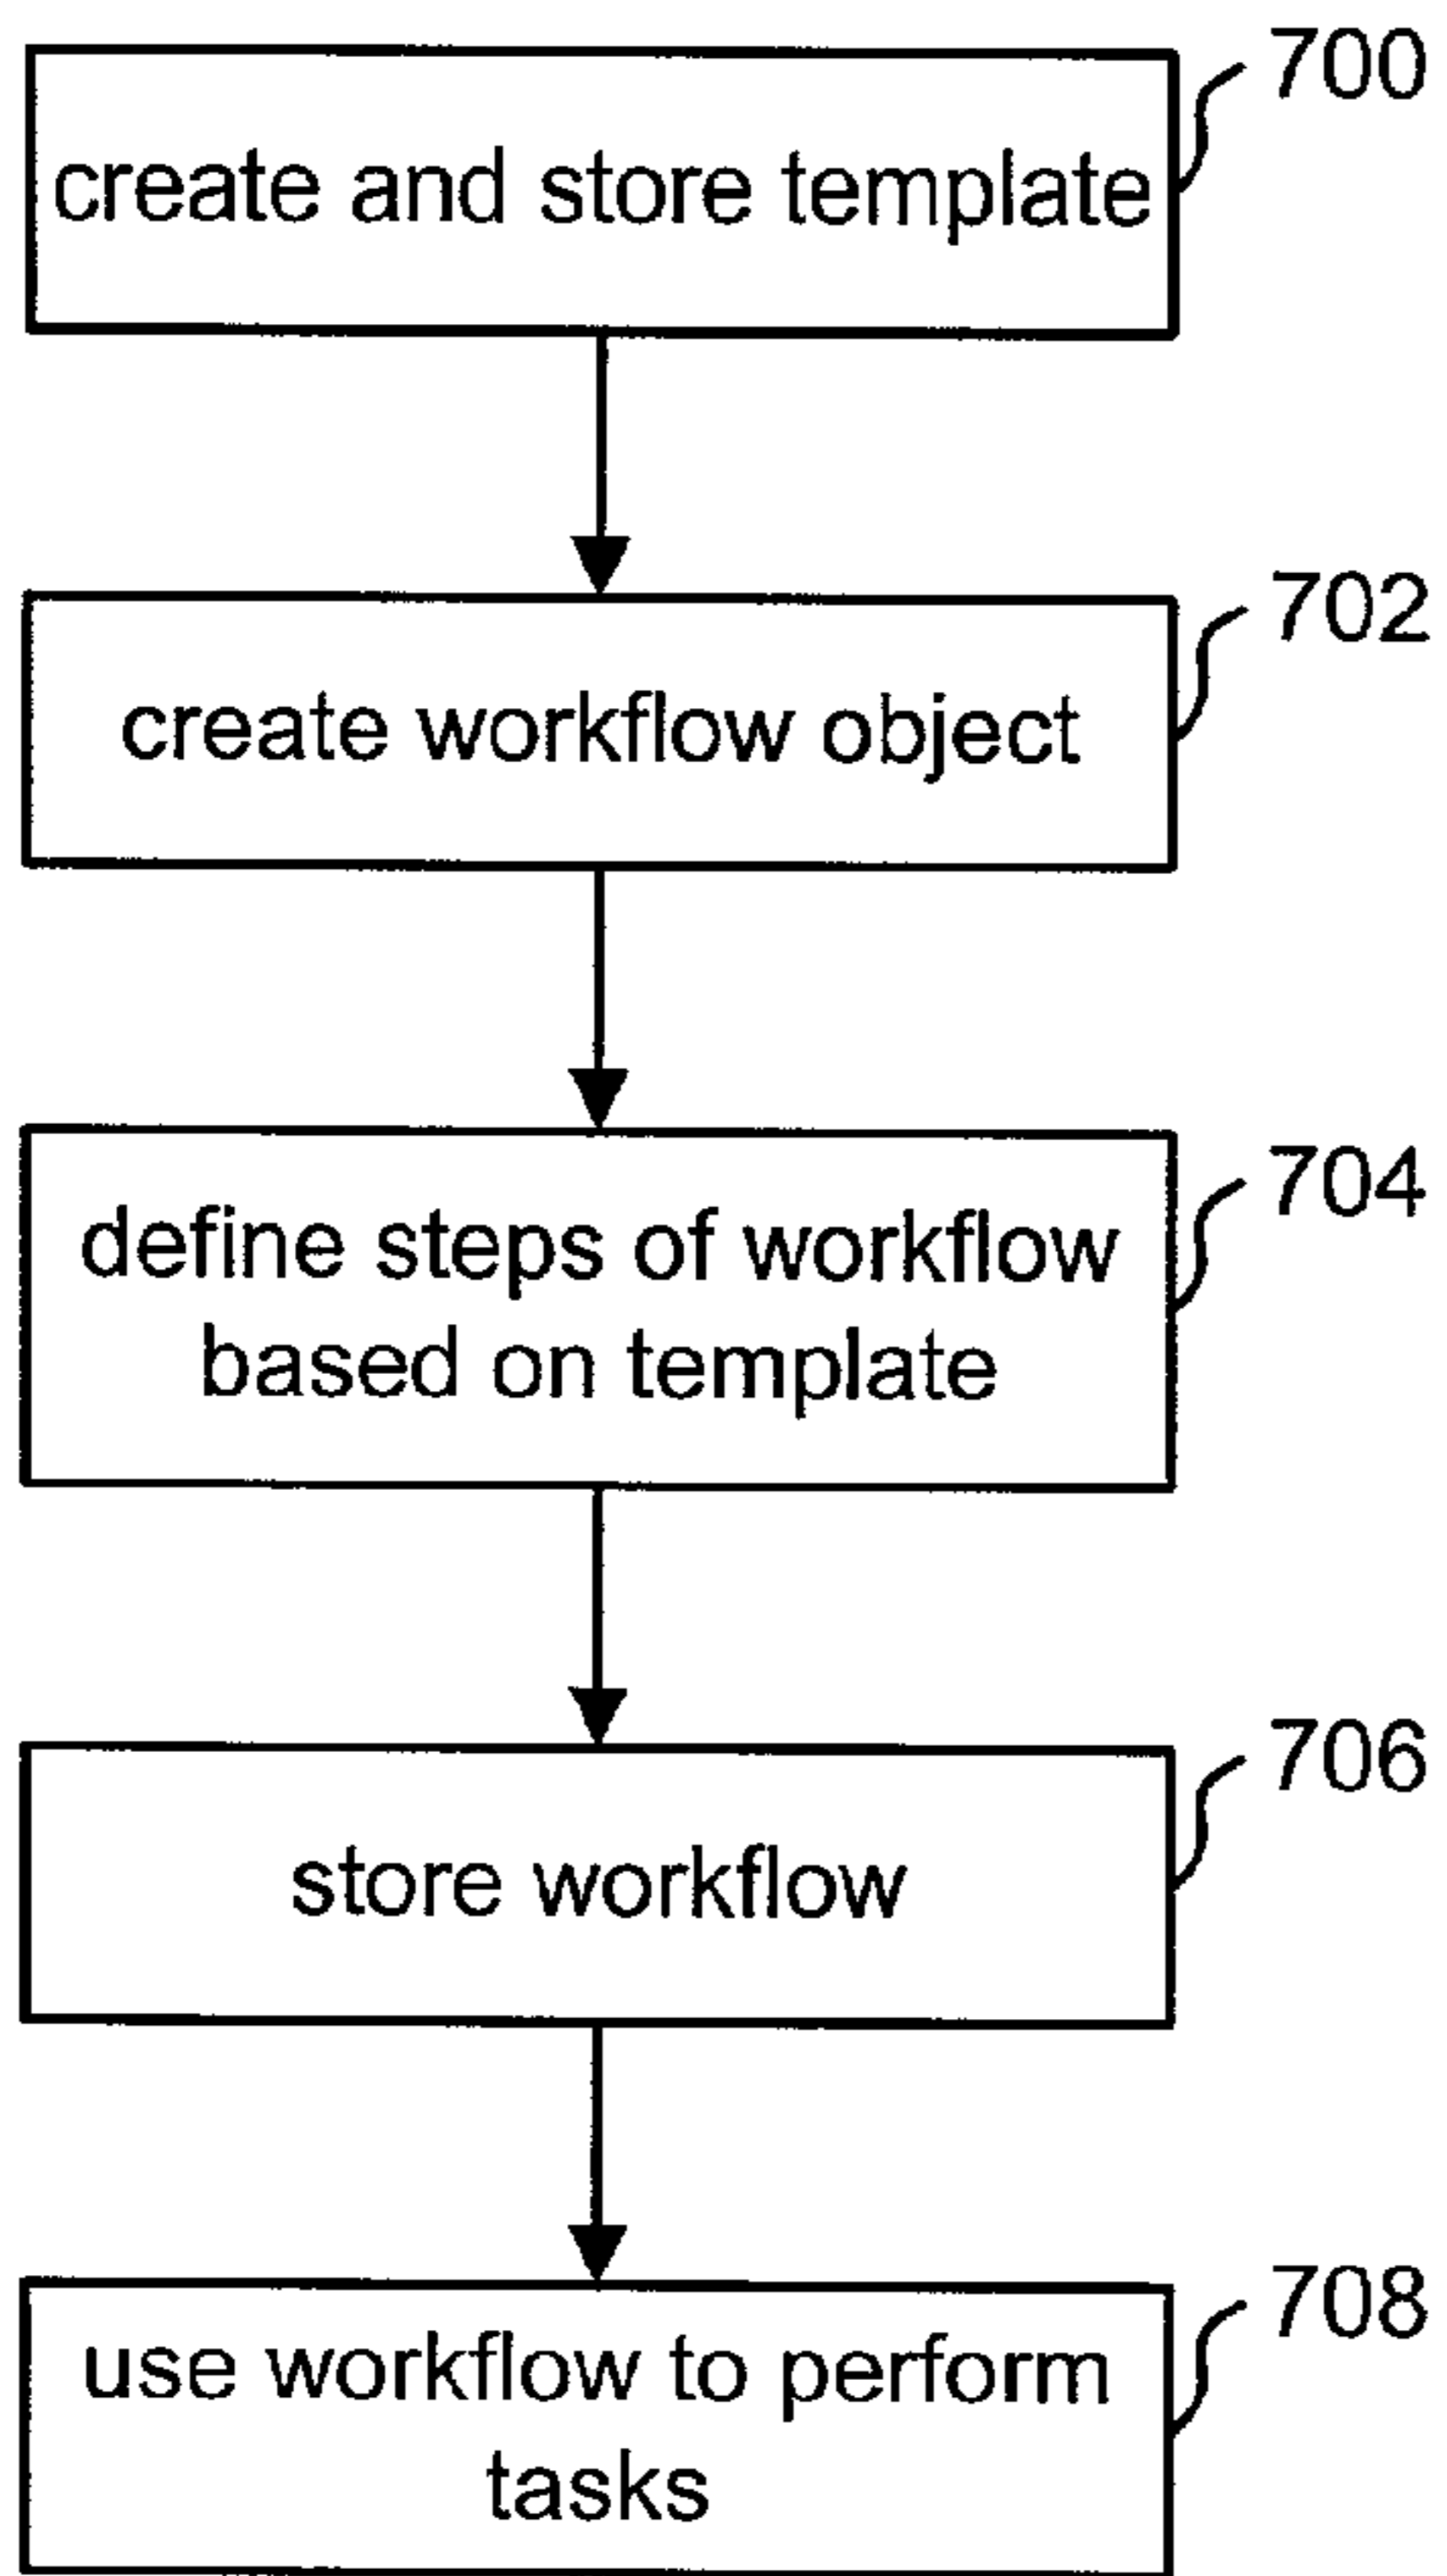 700
create and store template
702
create workflow object
704
define steps of workflow
based on template
706
store workflow
708
use workflow to perform
tasks